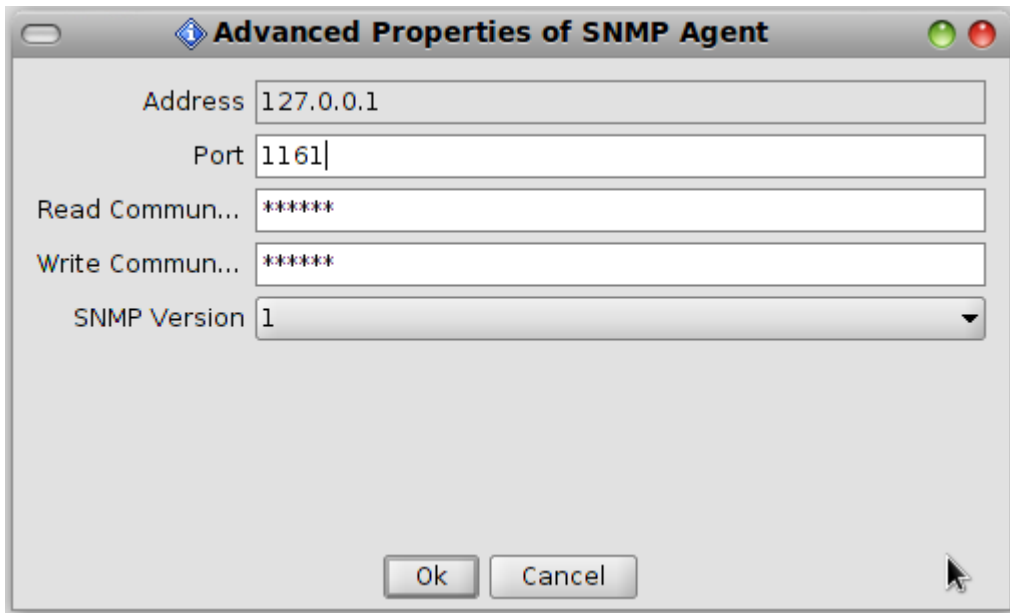 Advanced Properties of SNMP Agent
Address 127.0.0.1
Port 1161
Read Commun... ******
Write Commun... ******
SNMP Version 1
Ok Cancel